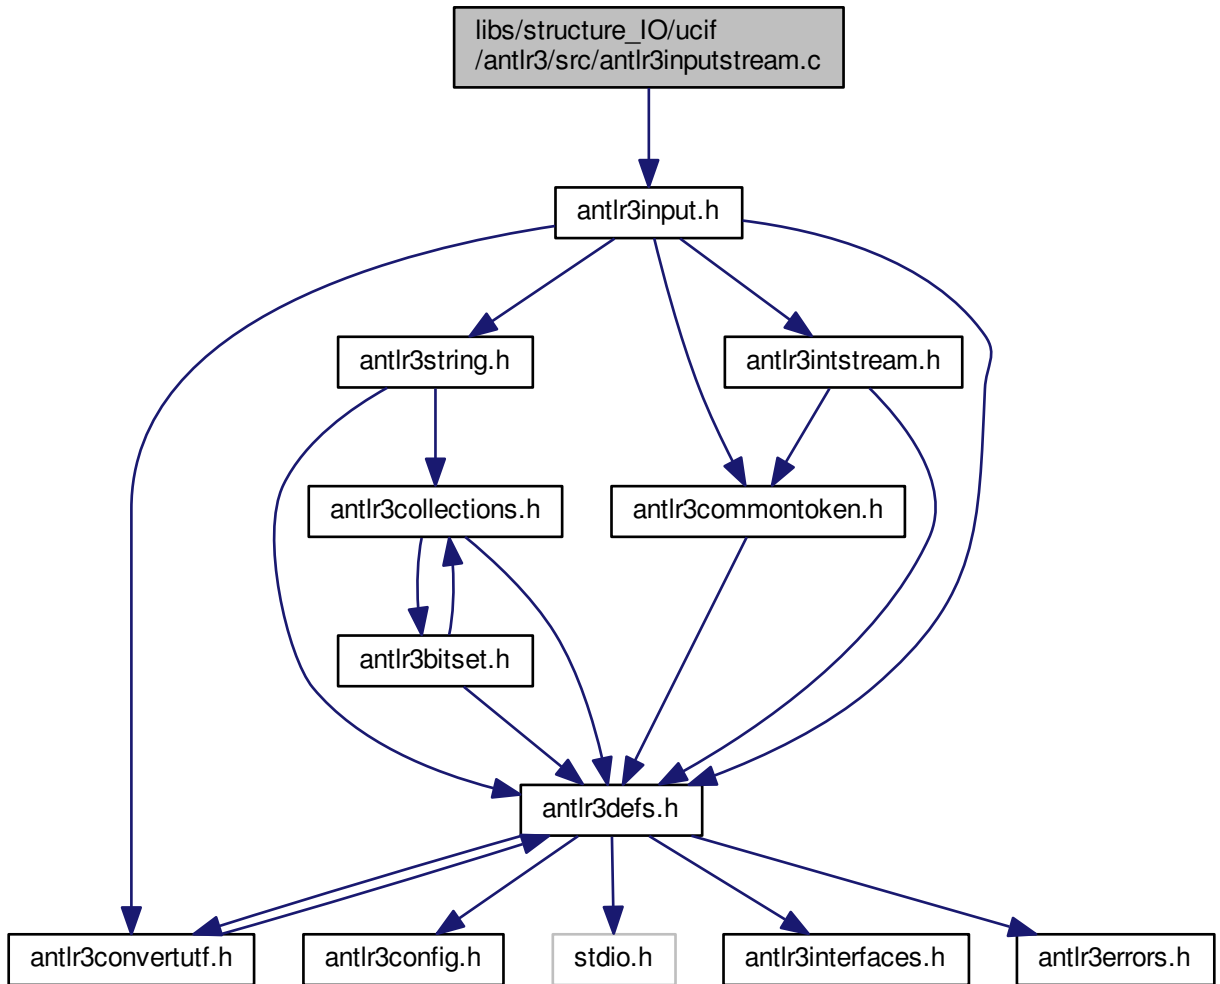 libs/structure_IO/ucif
/antlr3/src/antlr3inputstream.c
antlr3input.h
antlr3string.h
antlr3intstream.h
antlr3collections.h
antlr3commontoken.h
antlr3bitset.h
antlr3defs.h
antlr3convertutf.h
antlr3config.h
stdio.h
antlr3interfaces.h
antlr3errors.h